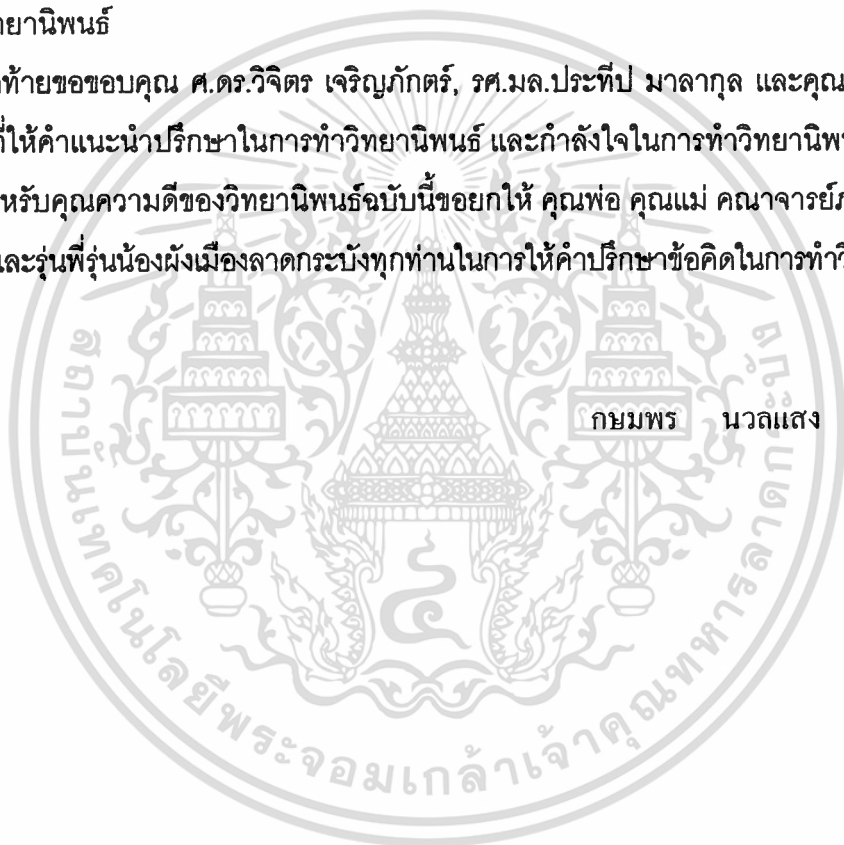 ยานิพนธ์
ท้ายขอขอบคุณ ศ.ดร.วิจิตร เจริญภักตร์, รศ.มล.ประทีป มาลากุล และคุณ
ที่ให้คำแนะนำปรึกษาในการทำวิทยานิพนธ์ และกำลังใจในการทำวิทยานิพ
หรับคุณความดีของวิทยานิพนธ์ฉบับนี้ขอยกให้ คุณพ่อ คุณแม่ คณาจารย์ภ
และรุ่นพี่รุ่นน้องผังเมืองลาดกระบังทุกท่านในการให้คำปรึกษาข้อคิดในการทำวิ
กษมพร นวลแสง
สถาบันเทคโนโลยีพระจอมเกล้าเจ้าคุณทหารลาดกระบัง